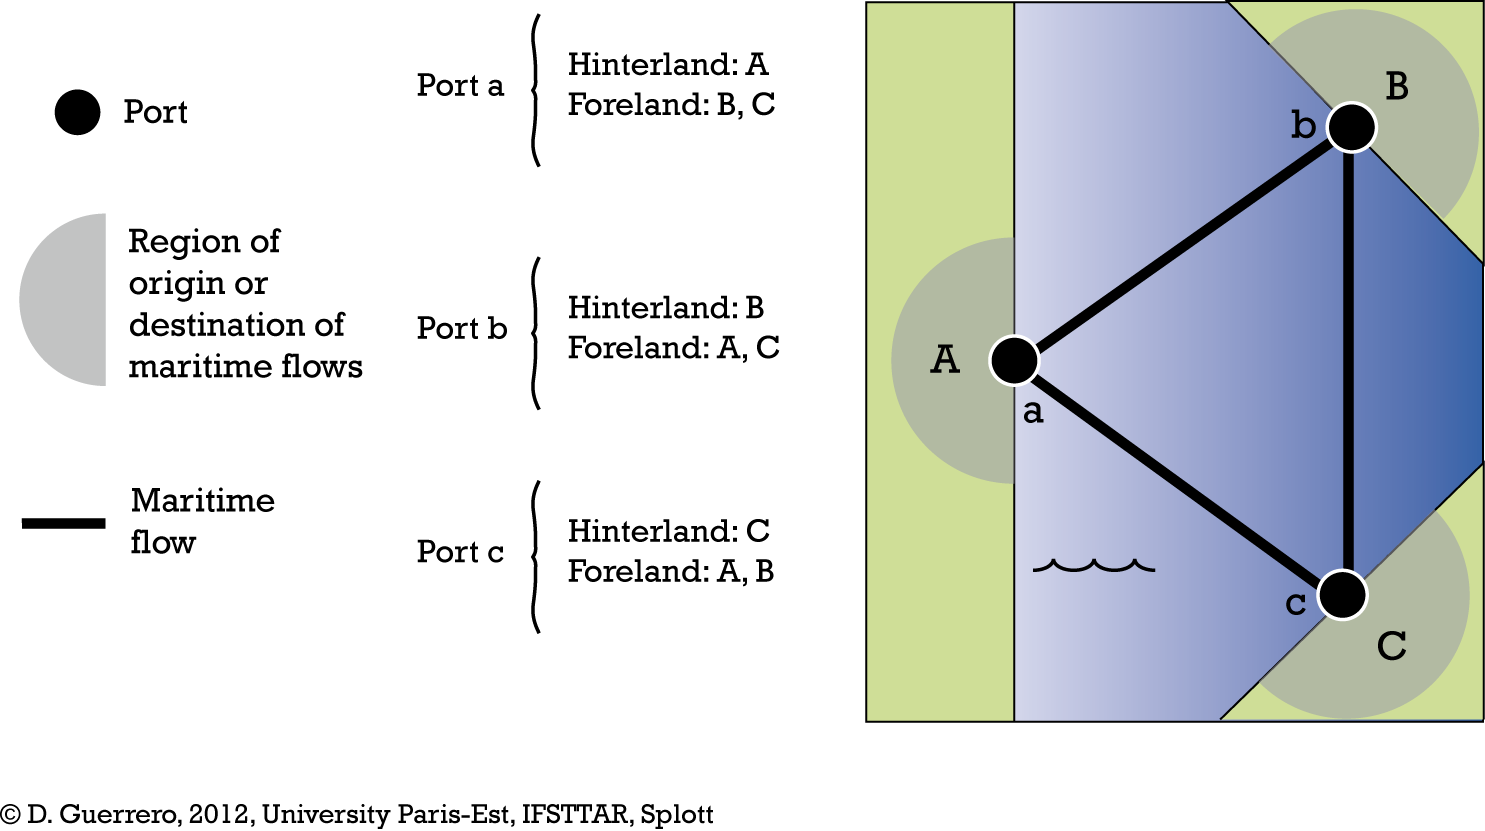 Port
Region of
origin or
destination of
maritime flows
Maritime
flow
Port a
Hinterland: A
Foreland: B, C
Port b
Hinterland: B
Foreland: A, C
Port c
Hinterland: C
Foreland: A, B
B
b
A
a
c
C
© D. Guerrero, 2012, University Paris-Est, IFSTTAR, Splott